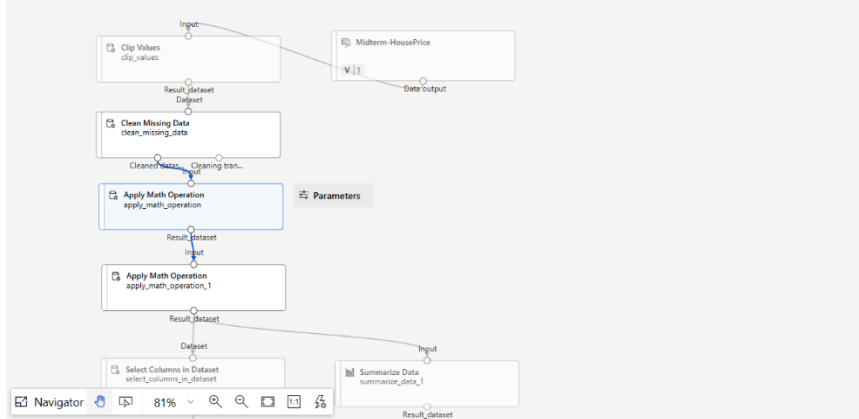 Input
Clip Values
clip_values
Midterm-HousePrice
V 1
Result_dataset
Data output
Dataset
Clean Missing Data
clean_missing_data
Cleaned datas... Cleaning tran...
Input
Apply Math Operation
apply_math_operation
Parameters
Result_dataset
Input
Apply Math Operation
apply_math_operation_1
Result_dataset
Dataset
Input
Select Columns in Dataset
select_columns_in_dataset
Summarize Data
summarize_data_1
Navigator 81% 1:1
Result_dataset